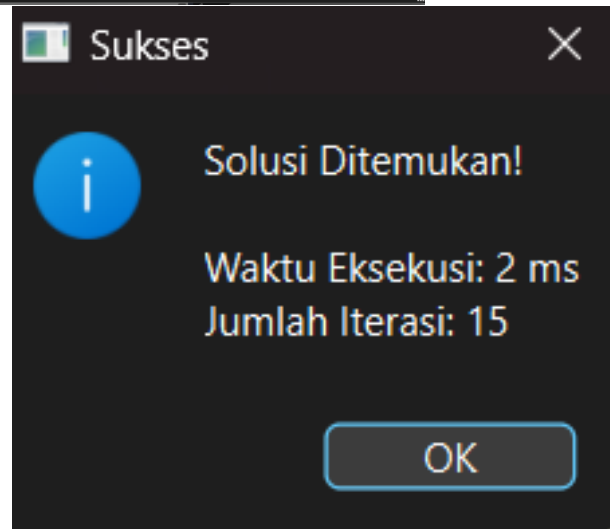 Sukses
Solusi Ditemukan!
Waktu Eksekusi: 2 ms
Jumlah Iterasi: 15
OK